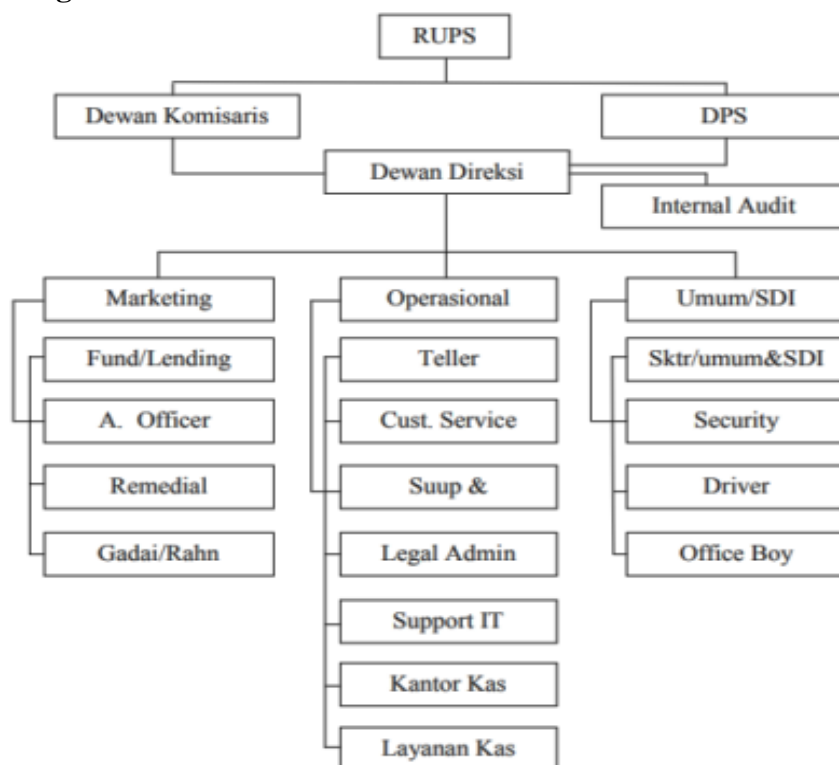 RUPS
Dewan Komisaris
DPS
Dewan Direksi
Internal Audit
Marketing
Operasional
Umum/SDI
Fund/Lending
Teller
Sktr/umum&SDI
A. Officer
Cust. Service
Security
Remedial
Suup &
Driver
Gadai/Rahn
Legal Admin
Office Boy
Support IT
Kantor Kas
Layanan Kas